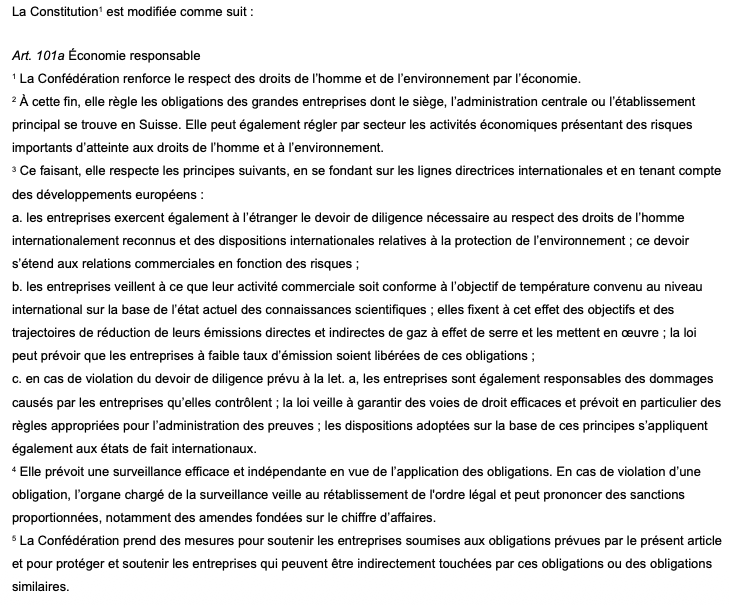 La Constitution¹ est modifiée comme suit :
Art. 101a Économie responsable
¹ La Confédération renforce le respect des droits de l'homme et de l'environnement par l'économie.
² À cette fin, elle règle les obligations des grandes entreprises dont le siège, l'administration centrale ou l'établissement
principal se trouve en Suisse. Elle peut également régler par secteur les activités économiques présentant des risques
importants d'atteinte aux droits de l'homme et à l'environnement.
³ Ce faisant, elle respecte les principes suivants, en se fondant sur les lignes directrices internationales et en tenant compte
des développements européens :
a. les entreprises exercent également à l'étranger le devoir de diligence nécessaire au respect des droits de l'homme
internationalement reconnus et des dispositions internationales relatives à la protection de l'environnement ; ce devoir
s'étend aux relations commerciales en fonction des risques ;
b. les entreprises veillent à ce que leur activité commerciale soit conforme à l'objectif de température convenu au niveau
international sur la base de l'état actuel des connaissances scientifiques ; elles fixent à cet effet des objectifs et des
trajectoires de réduction de leurs émissions directes et indirectes de gaz à effet de serre et les mettent en œuvre ; la loi
peut prévoir que les entreprises à faible taux d'émission soient libérées de ces obligations ;
c. en cas de violation du devoir de diligence prévu à la let. a, les entreprises sont également responsables des dommages
causés par les entreprises qu'elles contrôlent ; la loi veille à garantir des voies de droit efficaces et prévoit en particulier des
règles appropriées pour l'administration des preuves ; les dispositions adoptées sur la base de ces principes s'appliquent
également aux états de fait internationaux.
⁴ Elle prévoit une surveillance efficace et indépendante en vue de l'application des obligations. En cas de violation d'une
obligation, l'organe chargé de la surveillance veille au rétablissement de l'ordre légal et peut prononcer des sanctions
proportionnées, notamment des amendes fondées sur le chiffre d'affaires.
⁵ La Confédération prend des mesures pour soutenir les entreprises soumises aux obligations prévues par le présent article
et pour protéger et soutenir les entreprises qui peuvent être indirectement touchées par ces obligations ou des obligations
similaires.